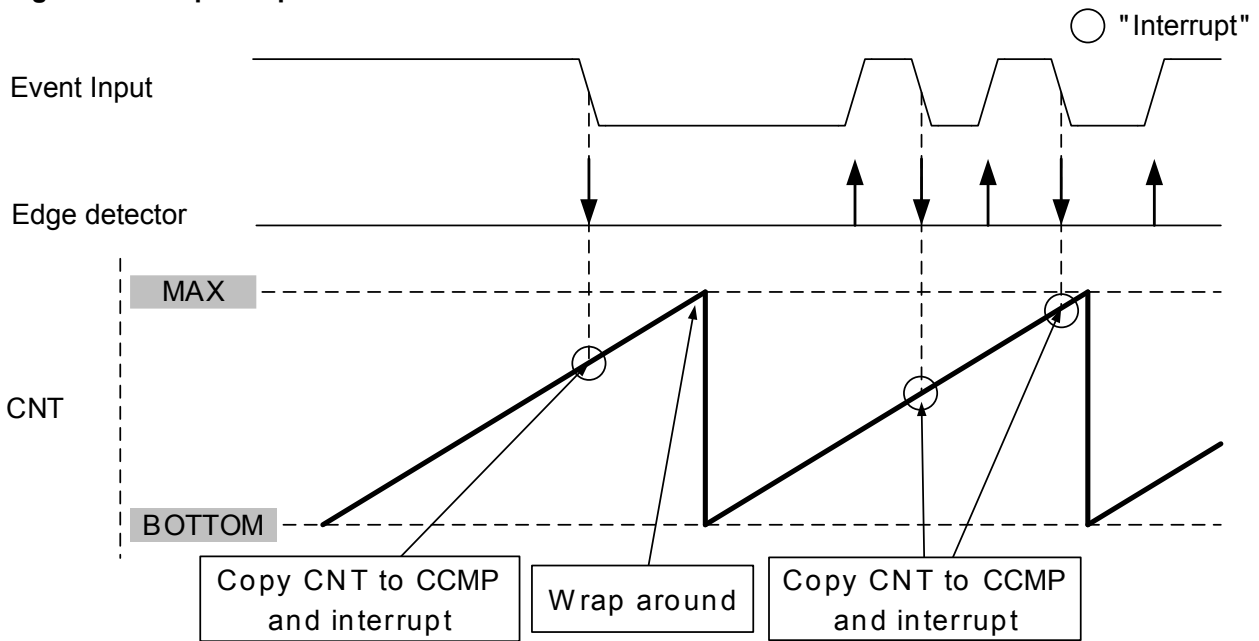 "Interrupt"
Event Input
Edge detector
MAX
CNT
BOTTOM
Copy CNT to CCMP
and interrupt
Wrap around
Copy CNT to CCMP
and interrupt